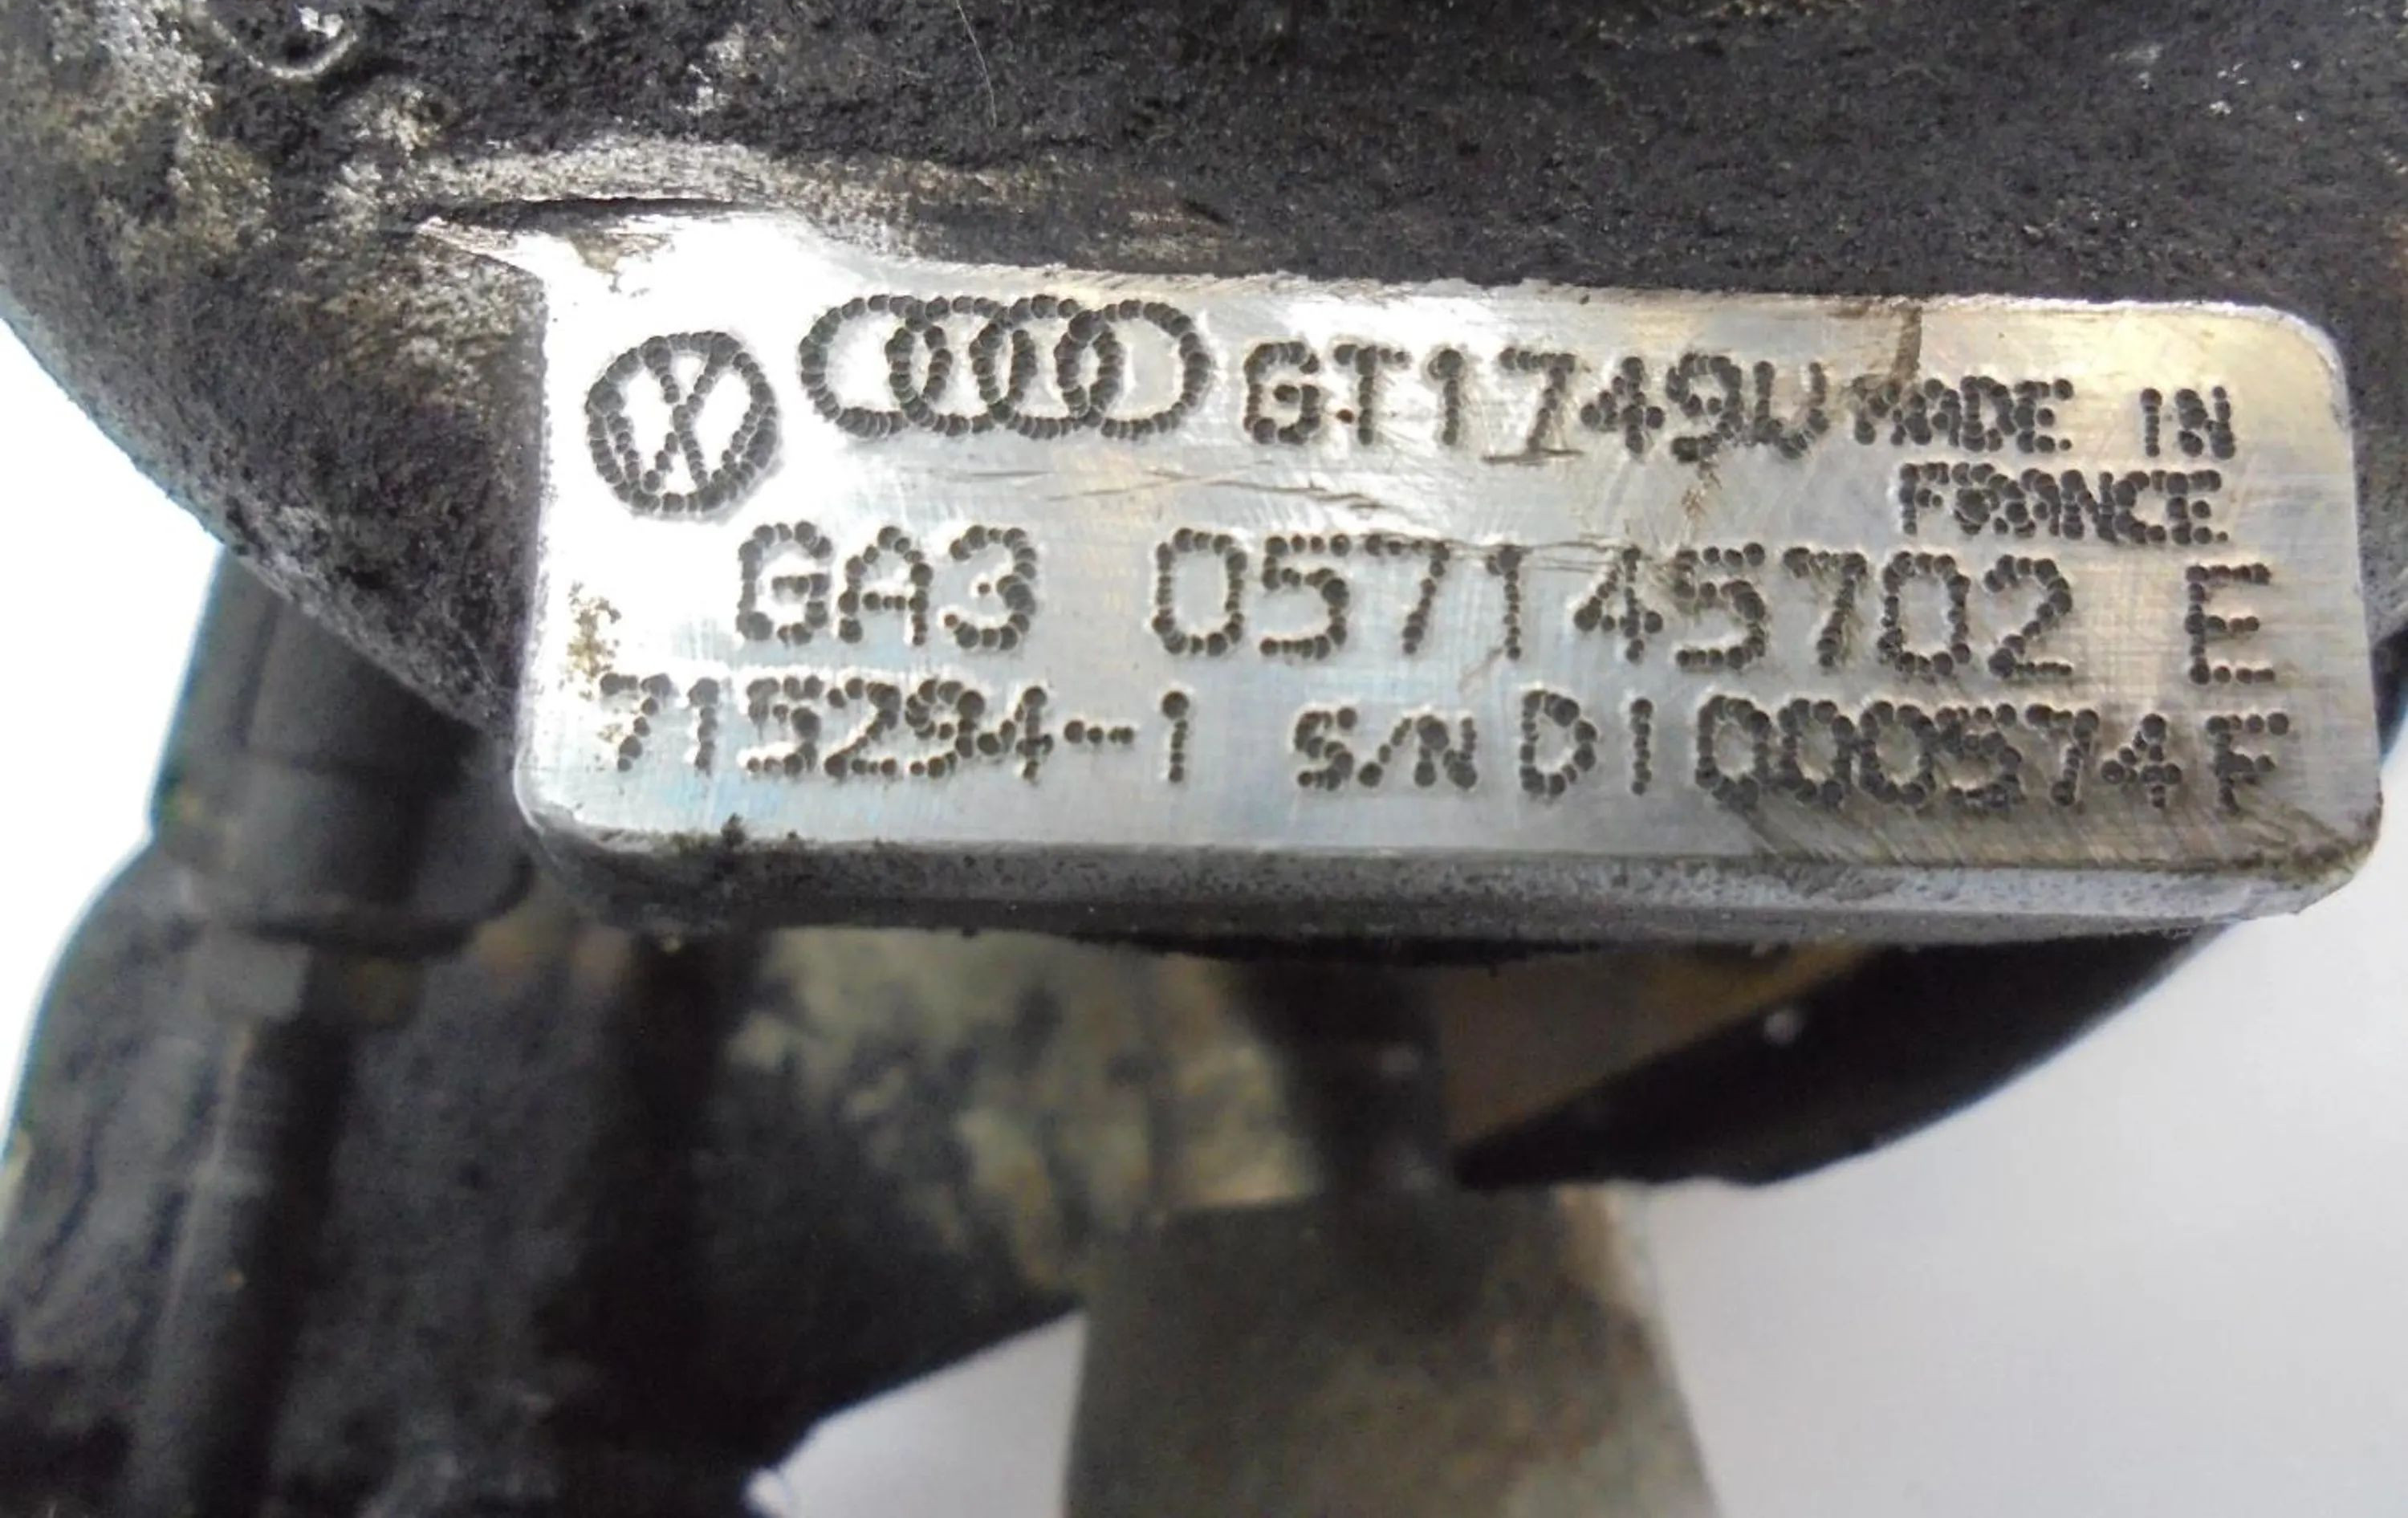 GT1749V MADE IN
FRANCE
GA3 057145702 E
715294-1 S/N D1000574F